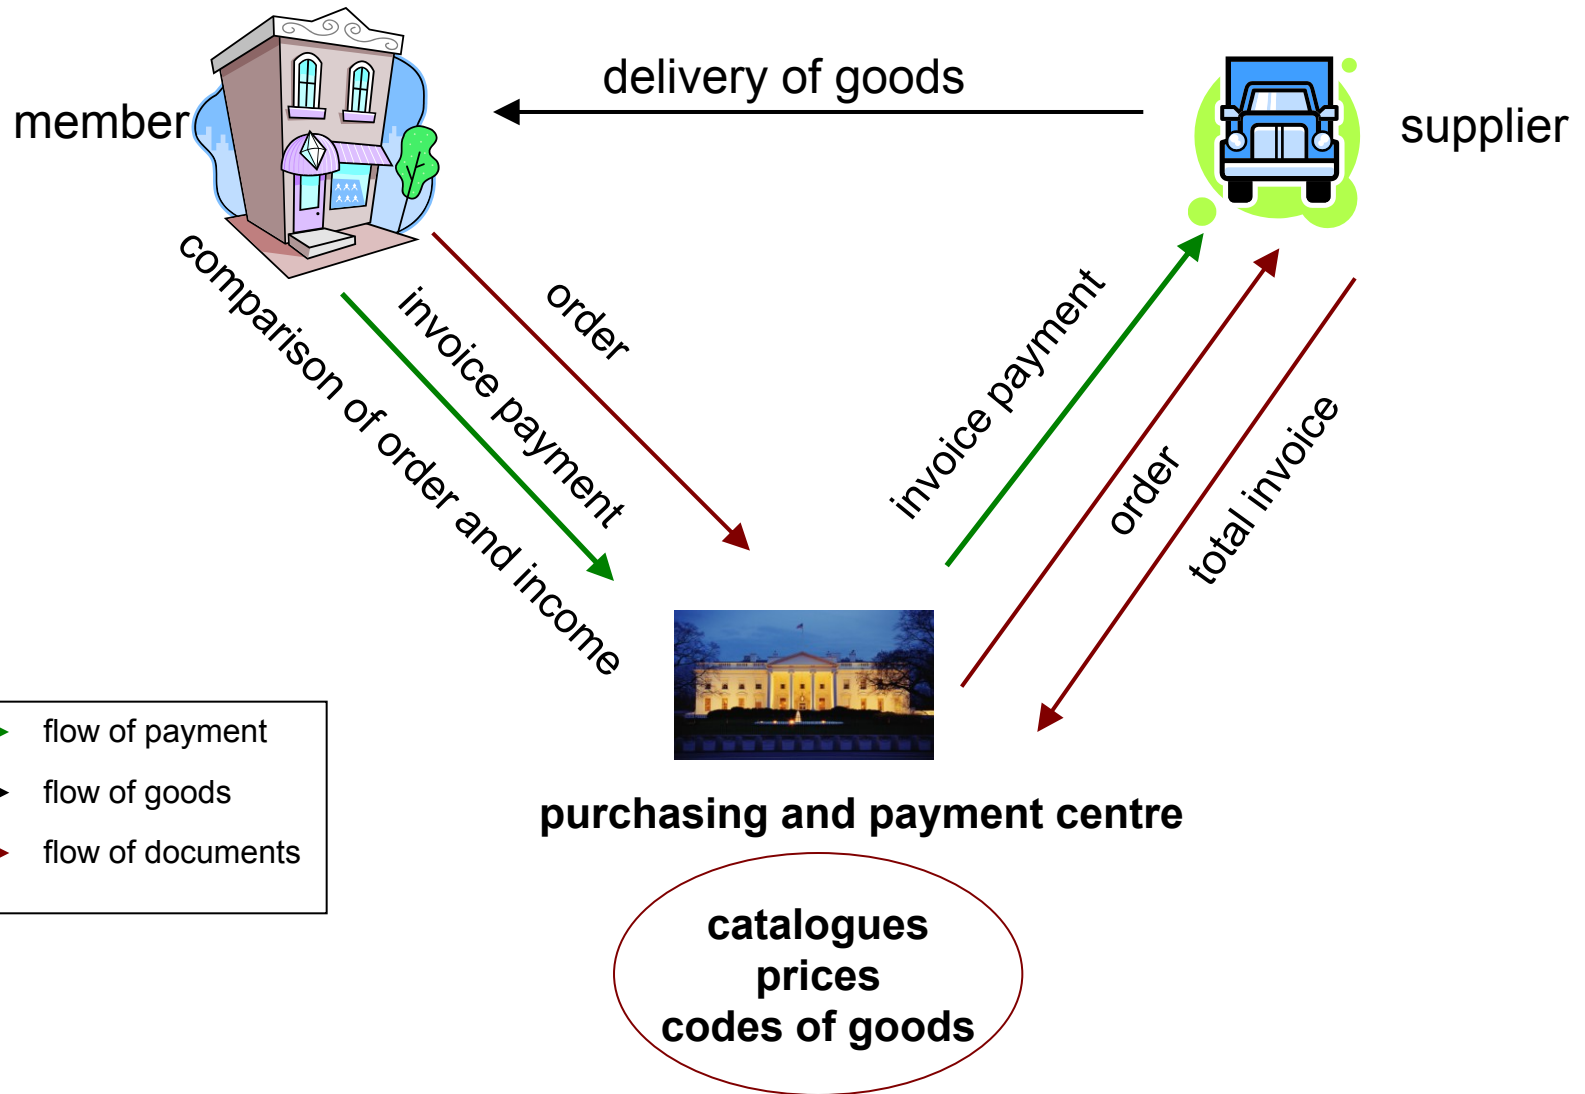 delivery of goods
member
supplier
comparison of order and income
invoice payment
order
invoice payment
order
total invoice
flow of payment
flow of goods
flow of documents
purchasing and payment centre
catalogues
prices
codes of goods